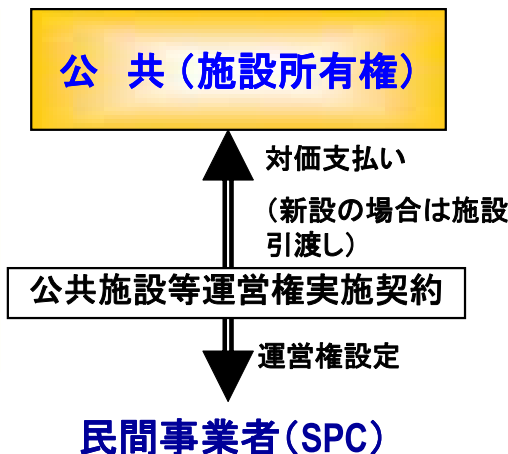 公　共（施設所有権）
対価支払い
（新設の場合は施設
引渡し）
公共施設等運営権実施契約
運営権設定
民間事業者（SPC）